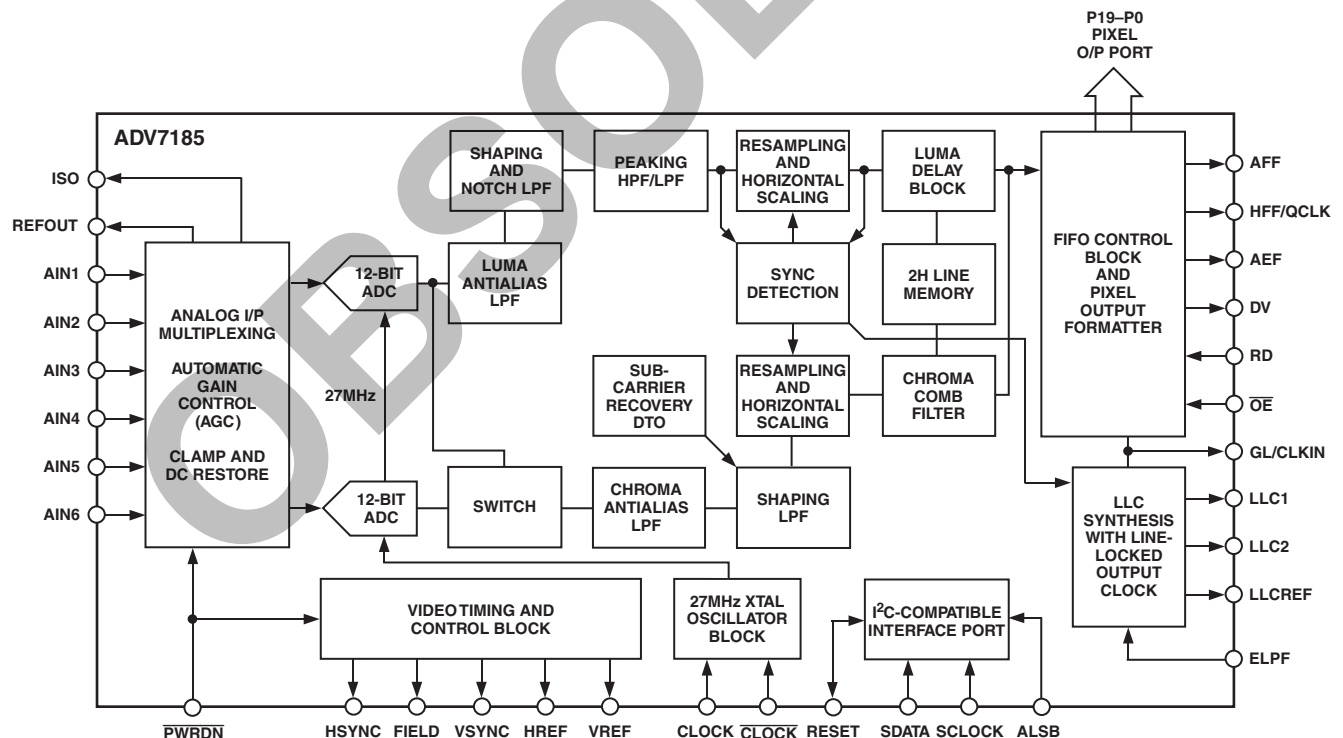 P19–P0
PIXEL
O/P PORT
ADV7185
ISO
REFOUT
AIN1
AIN2
AIN3
AIN4
AIN5
AIN6
ANALOG I/P
MULTIPLEXING
AUTOMATIC
GAIN
CONTROL
(AGC)
CLAMP AND
DC RESTORE
12-BIT
ADC
27MHz
12-BIT
ADC
SHAPING
AND
NOTCH LPF
LUMA
ANTIALIAS
LPF
PEAKING
HPF/LPF
RESAMPLING
AND
HORIZONTAL
SCALING
LUMA
DELAY
BLOCK
SYNC
DETECTION
2H LINE
MEMORY
SUB-
CARRIER
RECOVERY
DTO
RESAMPLING
AND
HORIZONTAL
SCALING
CHROMA
COMB
FILTER
SWITCH
CHROMA
ANTIALIAS
LPF
SHAPING
LPF
FIFO CONTROL
BLOCK
AND
PIXEL
OUTPUT
FORMATTER
LLC
SYNTHESIS
WITH LINE-
LOCKED
OUTPUT
CLOCK
AFF
HFF/QCLK
AEF
DV
RD
OE
GL/CLKIN
LLC1
LLC2
LLCREF
ELPF
VIDEO TIMING AND
CONTROL BLOCK
27MHz XTAL
OSCILLATOR
BLOCK
I²C-COMPATIBLE
INTERFACE PORT
PWRDN
HSYNC
FIELD
VSYNC
HREF
VREF
CLOCK
CLOCK
RESET
SDATA
SCLOCK
ALSB